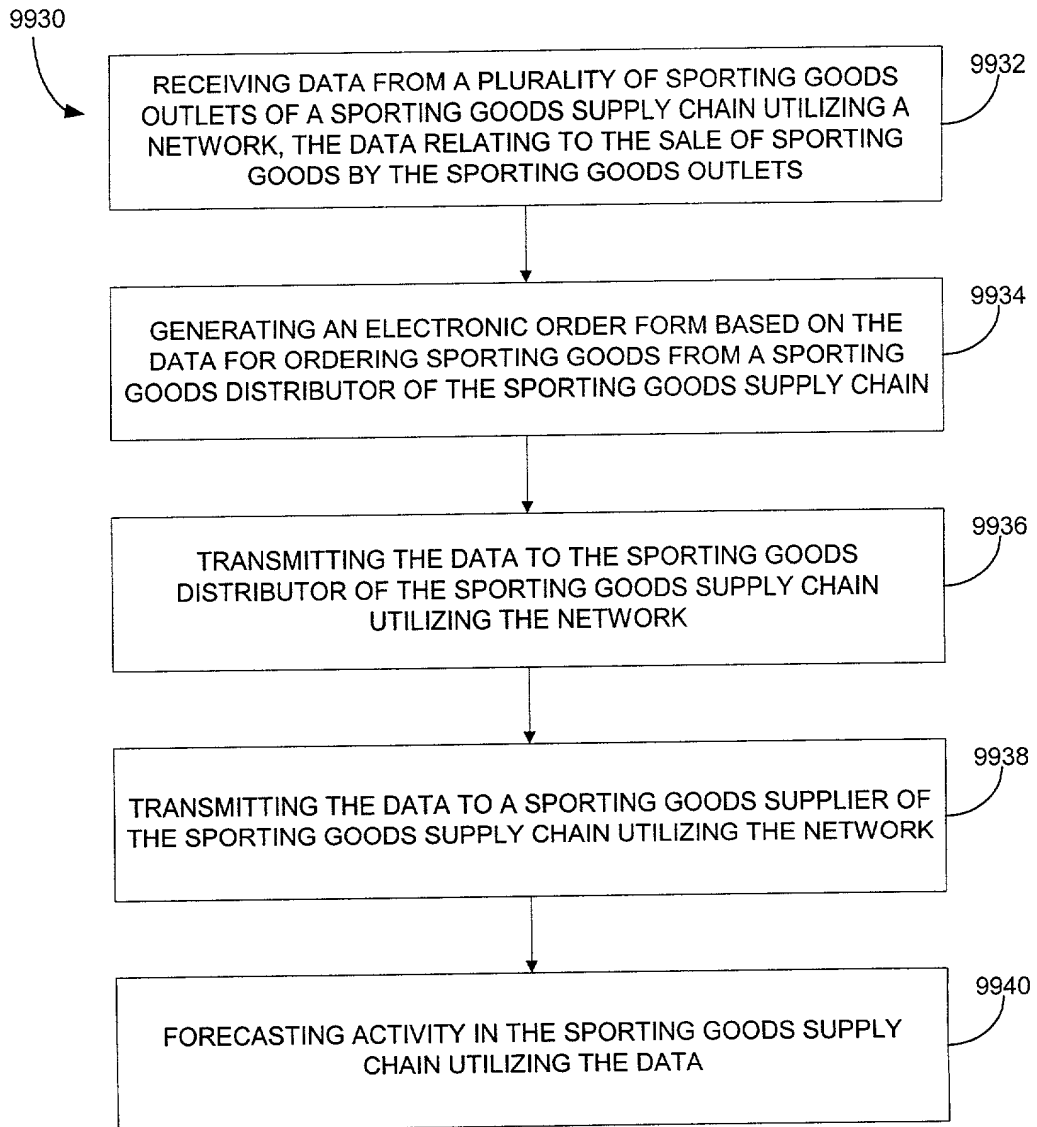 9930
9932
RECEIVING DATA FROM A PLURALITY OF SPORTING GOODS
OUTLETS OF A SPORTING GOODS SUPPLY CHAIN UTILIZING A
NETWORK, THE DATA RELATING TO THE SALE OF SPORTING
GOODS BY THE SPORTING GOODS OUTLETS
9934
GENERATING AN ELECTRONIC ORDER FORM BASED ON THE
DATA FOR ORDERING SPORTING GOODS FROM A SPORTING
GOODS DISTRIBUTOR OF THE SPORTING GOODS SUPPLY CHAIN
9936
TRANSMITTING THE DATA TO THE SPORTING GOODS
DISTRIBUTOR OF THE SPORTING GOODS SUPPLY CHAIN
UTILIZING THE NETWORK
9938
TRANSMITTING THE DATA TO A SPORTING GOODS SUPPLIER OF
THE SPORTING GOODS SUPPLY CHAIN UTILIZING THE NETWORK
9940
FORECASTING ACTIVITY IN THE SPORTING GOODS SUPPLY
CHAIN UTILIZING THE DATA